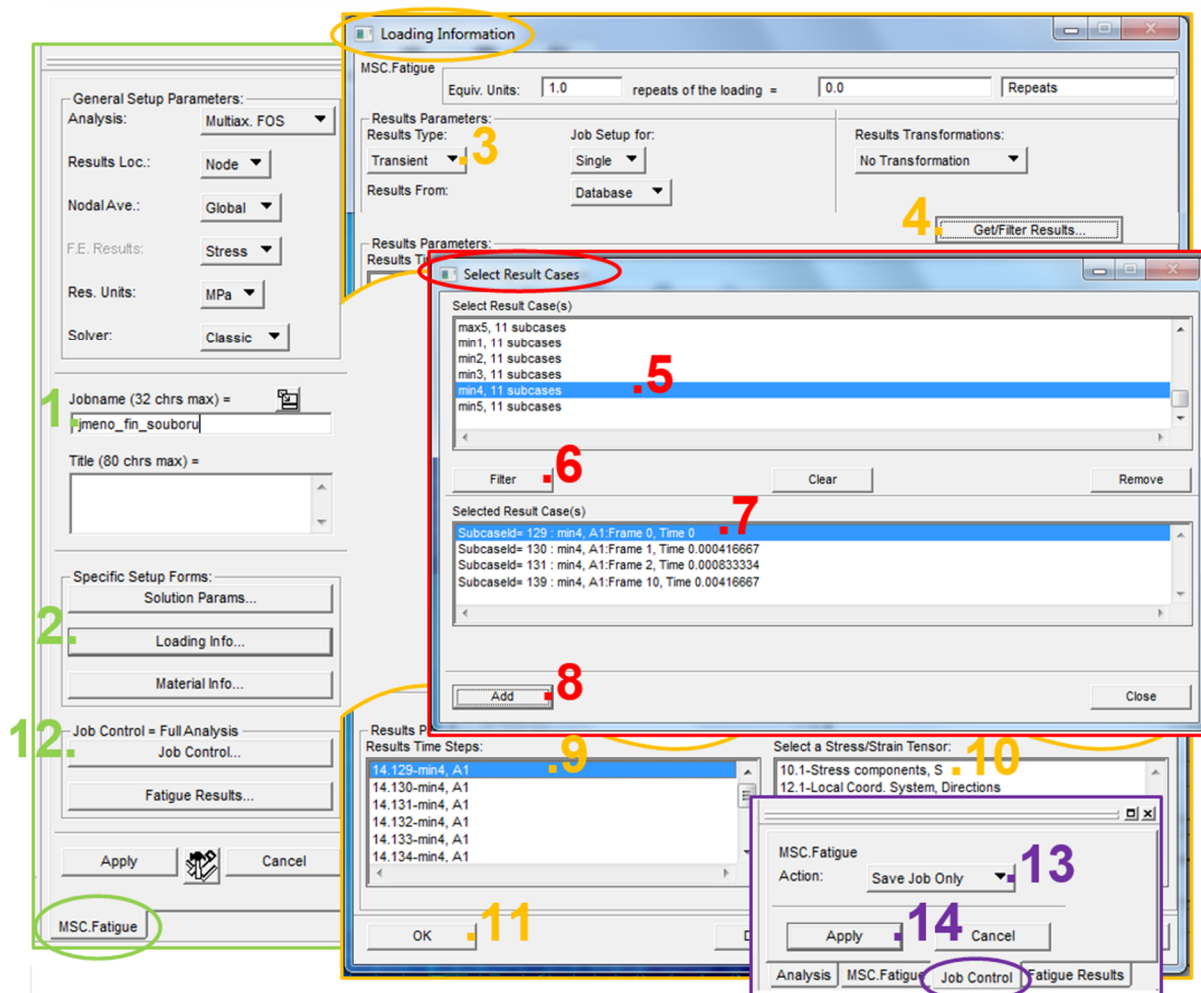 General Setup Parameters:
Analysis: Multiax. FOS
Results Loc.: Node
Nodal Ave.: Global
F.E. Results: Stress
Res. Units: MPa
Solver: Classic
1.
Jobname (32 chrs max) =
jmeno_fin_souboru
Title (80 chrs max) =
Specific Setup Forms:
Solution Params...
2.
Loading Info...
Material Info...
12.
Job Control = Full Analysis
Job Control...
Fatigue Results...
Apply Cancel
MSC.Fatigue
Loading Information
MSC.Fatigue
Equiv. Units: 1.0 repeats of the loading = 0.0 Repeats
Results Parameters:
Results Type: Job Setup for: Results Transformations:
Transient .3 Single No Transformation
Results From: Database
4. Get/Filter Results...
Results Parameters:
Results Ti
Select Result Cases
Select Result Case(s)
max5, 11 subcases
min1, 11 subcases
min2, 11 subcases
min3, 11 subcases
min4, 11 subcases .5
min5, 11 subcases
Filter .6 Clear Remove
Selected Result Case(s)
.7
SubcaseId= 129 : min4, A1:Frame 0, Time 0
SubcaseId= 130 : min4, A1:Frame 1, Time 0.000416667
SubcaseId= 131 : min4, A1:Frame 2, Time 0.000833334
SubcaseId= 139 : min4, A1:Frame 10, Time 0.00416667
Add .8 Close
Results P
Results Time Steps:
14.129-min4, A1 .9
14.130-min4, A1
14.131-min4, A1
14.132-min4, A1
14.133-min4, A1
14.134-min4, A1
Select a Stress/Strain Tensor:
10.1-Stress components, S .10
12.1-Local Coord. System, Directions
OK .11 D
MSC.Fatigue
Action: Save Job Only .13
Apply .14 Cancel
Analysis MSC.Fatigue Job Control Fatigue Results